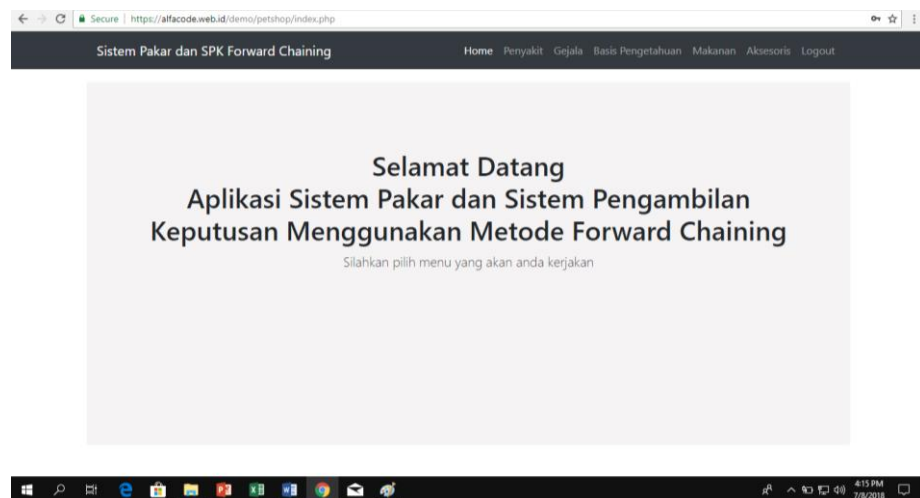 Secure | https://alfacode.web.id/demo/petshop/index.php
Sistem Pakar dan SPK Forward Chaining
Home Penyakit Gejala Basis Pengetahuan Makanan Aksesoris Logout
Selamat Datang
Aplikasi Sistem Pakar dan Sistem Pengambilan
Keputusan Menggunakan Metode Forward Chaining
Silahkan pilih menu yang akan anda kerjakan
4:15 PM
7/8/2018